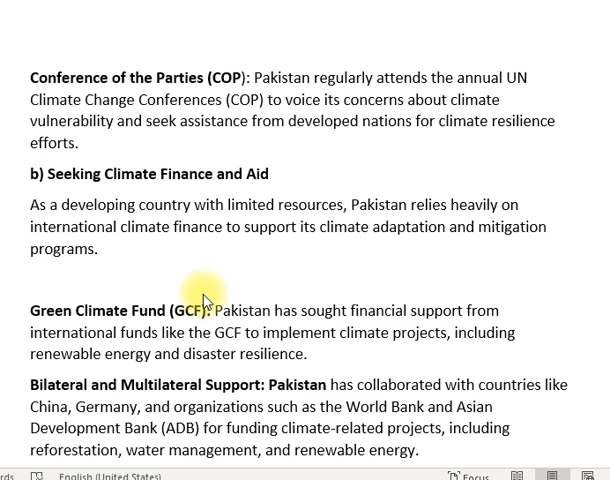 Conference of the Parties (COP): Pakistan regularly attends the annual UN
Climate Change Conferences (COP) to voice its concerns about climate
vulnerability and seek assistance from developed nations for climate resilience
efforts.
b) Seeking Climate Finance and Aid
As a developing country with limited resources, Pakistan relies heavily on
international climate finance to support its climate adaptation and mitigation
programs.
Green Climate Fund (GCF): Pakistan has sought financial support from
international funds like the GCF to implement climate projects, including
renewable energy and disaster resilience.
Bilateral and Multilateral Support: Pakistan has collaborated with countries like
China, Germany, and organizations such as the World Bank and Asian
Development Bank (ADB) for funding climate-related projects, including
reforestation, water management, and renewable energy.
rds English (United States) Focus